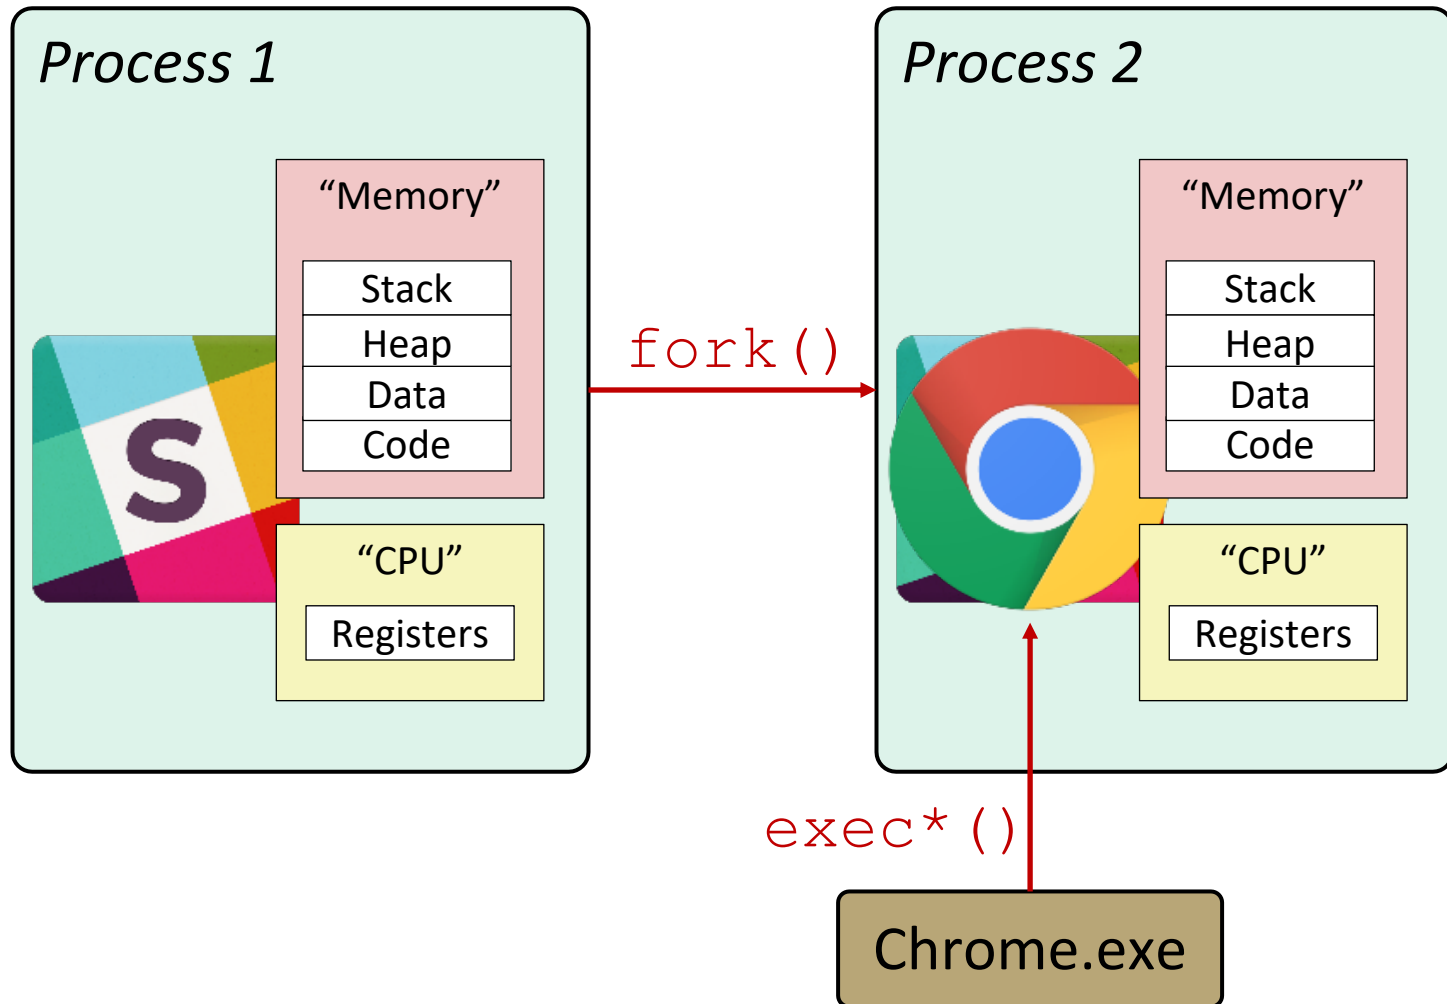 Process 1
“Memory”
Stack
Heap
Data
Code
S
“CPU”
Registers
fork()
Process 2
“Memory”
Stack
Heap
Data
Code
“CPU”
Registers
exec*()
Chrome.exe